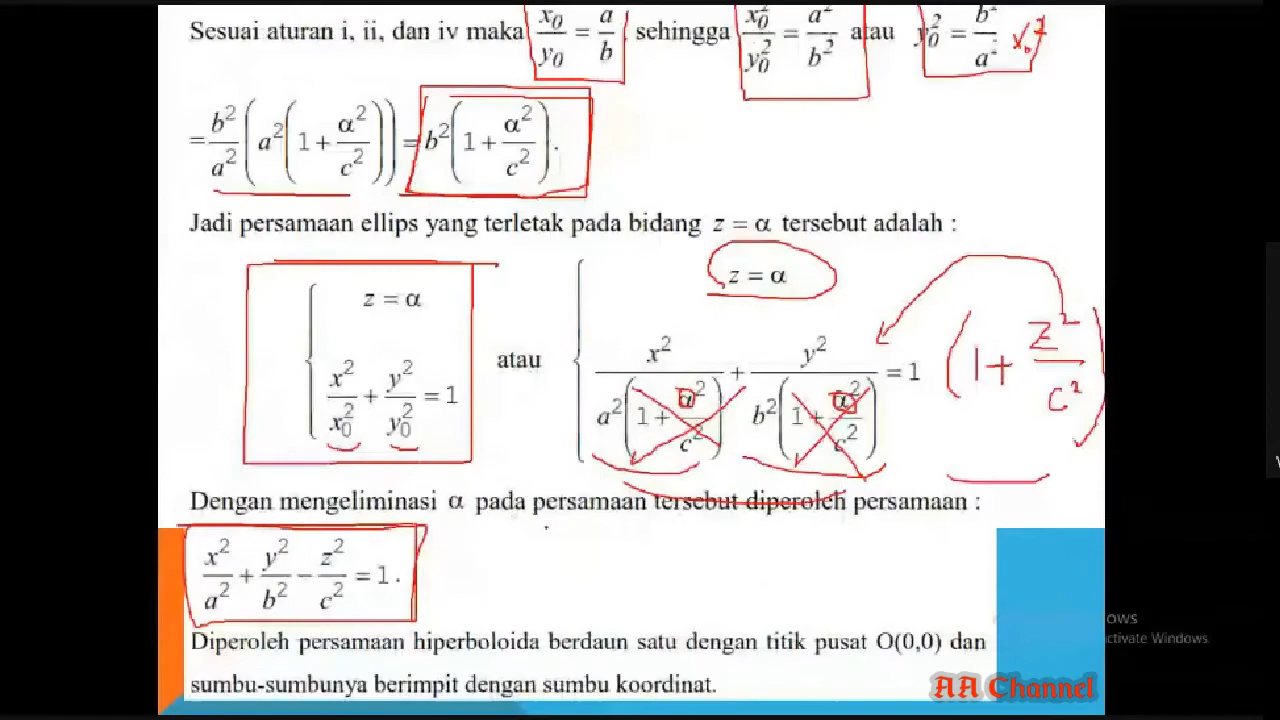 Sesuai aturan i, ii, dan iv maka x₀/y₀ = a/b sehingga x₀²/y₀² = a²/b² atau y₀² = b²/a² x₀²
= b²/a² (a²(1 + α²/c²)) = b²(1 + α²/c²).
Jadi persamaan ellips yang terletak pada bidang z = α tersebut adalah :
z = α
x²/x₀² + y²/y₀² = 1
atau
z = α
x²/(a²(1 + α²/c²)) + y²/(b²(1 + α²/c²)) = 1
(1 + z²/c²)
Dengan mengeliminasi α pada persamaan tersebut diperoleh persamaan :
x²/a² + y²/b² − z²/c² = 1.
Diperoleh persamaan hiperboloida berdaun satu dengan titik pusat O(0,0) dan
sumbu-sumbunya berimpit dengan sumbu koordinat.
AA Channel